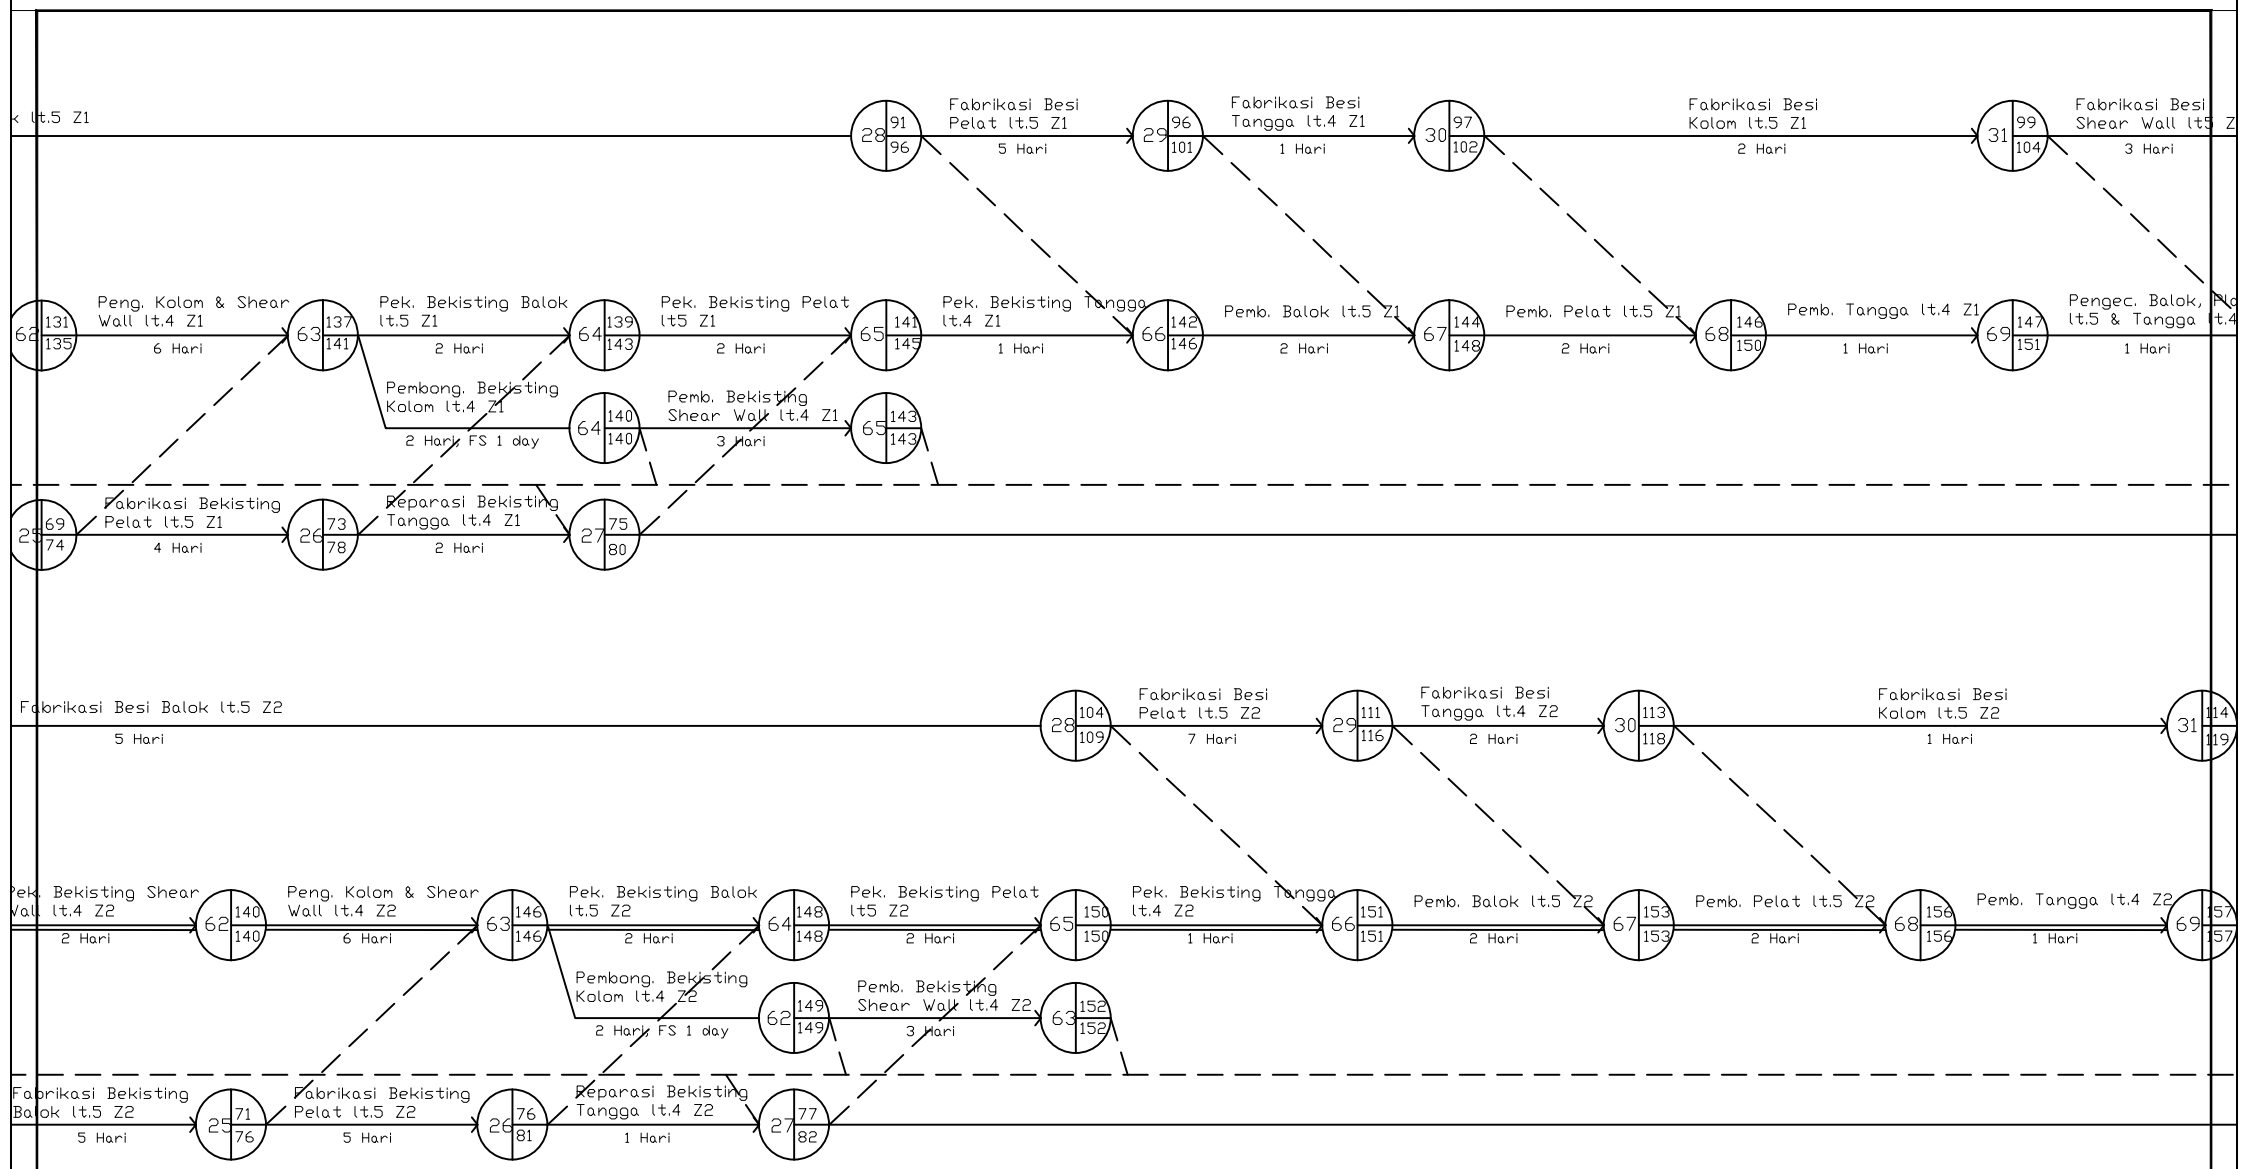 k lt.5 Z1
28
91
96
Fabrikasi Besi
Pelat lt.5 Z1
5 Hari
29
96
101
Fabrikasi Besi
Tangga lt.4 Z1
1 Hari
30
97
102
Fabrikasi Besi
Kolom lt.5 Z1
2 Hari
31
99
104
Fabrikasi Besi
Shear Wall lt5 Z
3 Hari
62
131
135
Peng. Kolom & Shear
Wall lt.4 Z1
6 Hari
63
137
141
Pek. Bekisting Balok
lt.5 Z1
2 Hari
64
139
143
Pek. Bekisting Pelat
lt5 Z1
2 Hari
65
141
145
Pek. Bekisting Tangga
lt.4 Z1
1 Hari
66
142
146
Pemb. Balok lt.5 Z1
2 Hari
67
144
148
Pemb. Pelat lt.5 Z1
2 Hari
68
146
150
Pemb. Tangga lt.4 Z1
1 Hari
69
147
151
Pengec. Balok, Pla
lt.5 & Tangga lt.4
1 Hari
Pembong. Bekisting
Kolom lt.4 Z1
2 Hari, FS 1 day
64
140
140
Pemb. Bekisting
Shear Wall lt.4 Z1
3 Hari
65
143
143
25
69
74
Fabrikasi Bekisting
Pelat lt.5 Z1
4 Hari
26
73
78
Reparasi Bekisting
Tangga lt.4 Z1
2 Hari
27
75
80
Fabrikasi Besi Balok lt.5 Z2
5 Hari
28
104
109
Fabrikasi Besi
Pelat lt.5 Z2
7 Hari
29
111
116
Fabrikasi Besi
Tangga lt.4 Z2
2 Hari
30
113
118
Fabrikasi Besi
Kolom lt.5 Z2
1 Hari
31
114
119
Pek. Bekisting Shear
Wall lt.4 Z2
2 Hari
62
140
140
Peng. Kolom & Shear
Wall lt.4 Z2
6 Hari
63
146
146
Pek. Bekisting Balok
lt.5 Z2
2 Hari
64
148
148
Pek. Bekisting Pelat
lt5 Z2
2 Hari
65
150
150
Pek. Bekisting Tangga
lt.4 Z2
1 Hari
66
151
151
Pemb. Balok lt.5 Z2
2 Hari
67
153
153
Pemb. Pelat lt.5 Z2
2 Hari
68
156
156
Pemb. Tangga lt.4 Z2
1 Hari
69
157
157
Pembong. Bekisting
Kolom lt.4 Z2
2 Hari, FS 1 day
62
149
149
Pemb. Bekisting
Shear Wall lt.4 Z2
3 Hari
63
152
152
Fabrikasi Bekisting
Balok lt.5 Z2
5 Hari
25
71
76
Fabrikasi Bekisting
Pelat lt.5 Z2
5 Hari
26
76
81
Reparasi Bekisting
Tangga lt.4 Z2
1 Hari
27
77
82